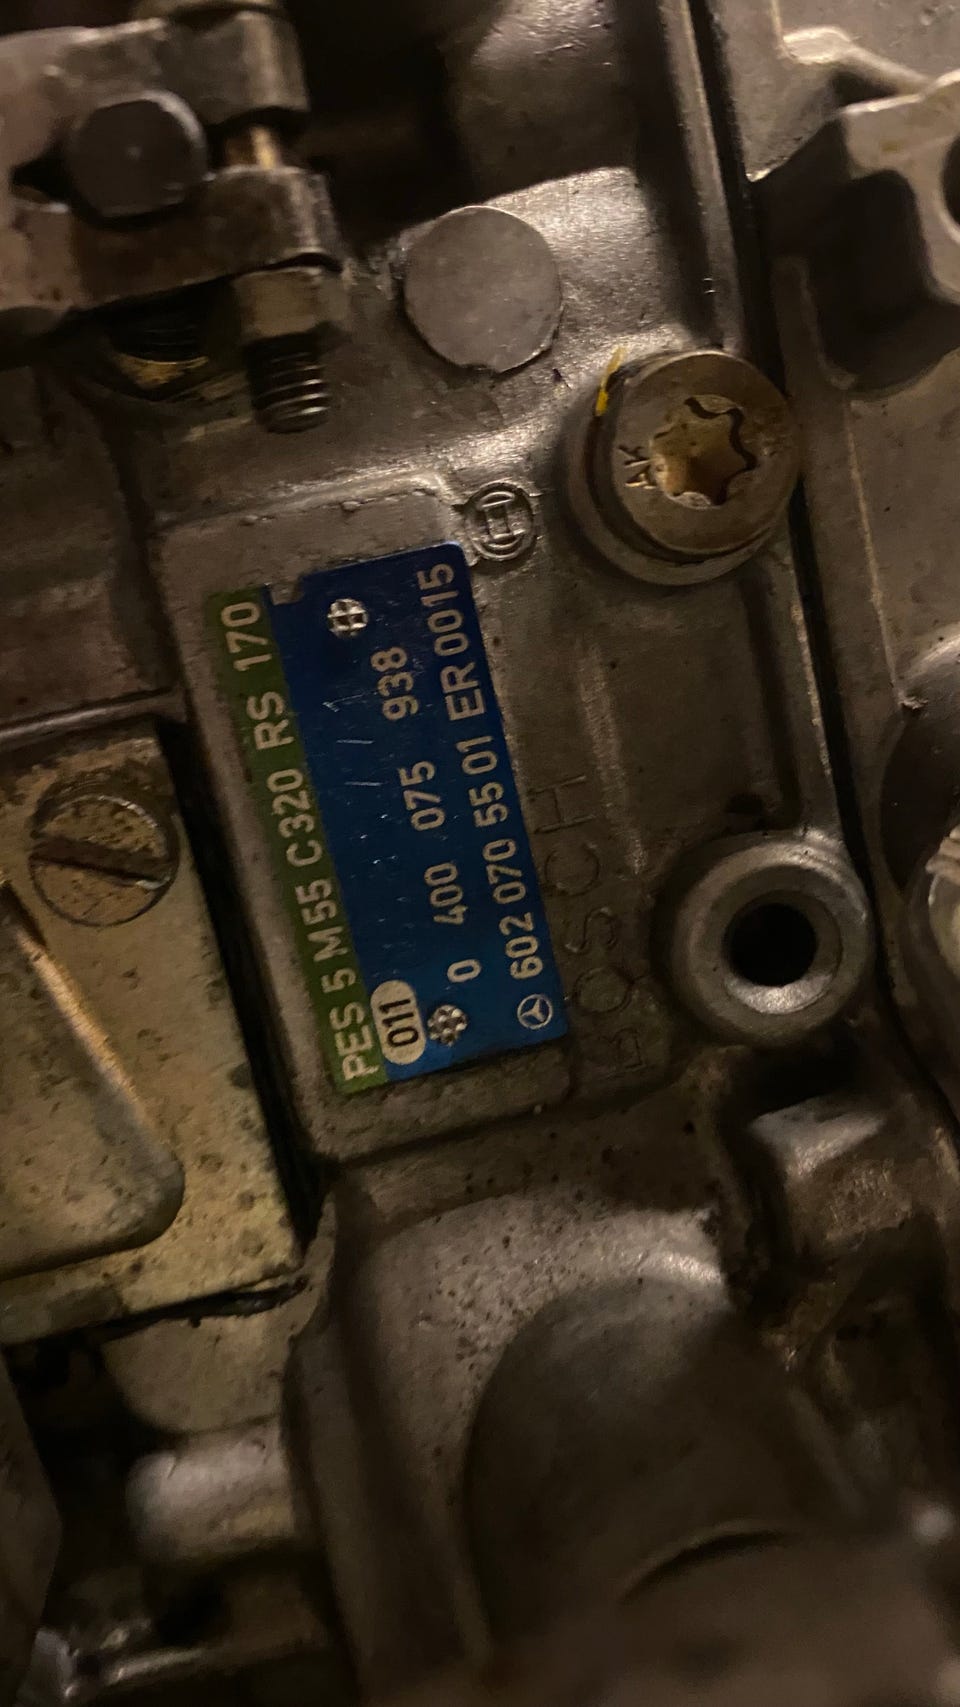 PES 5 M55 C320 RS 170
011
0 400 075 938
602 070 55 01 ER 0015
BOSCH